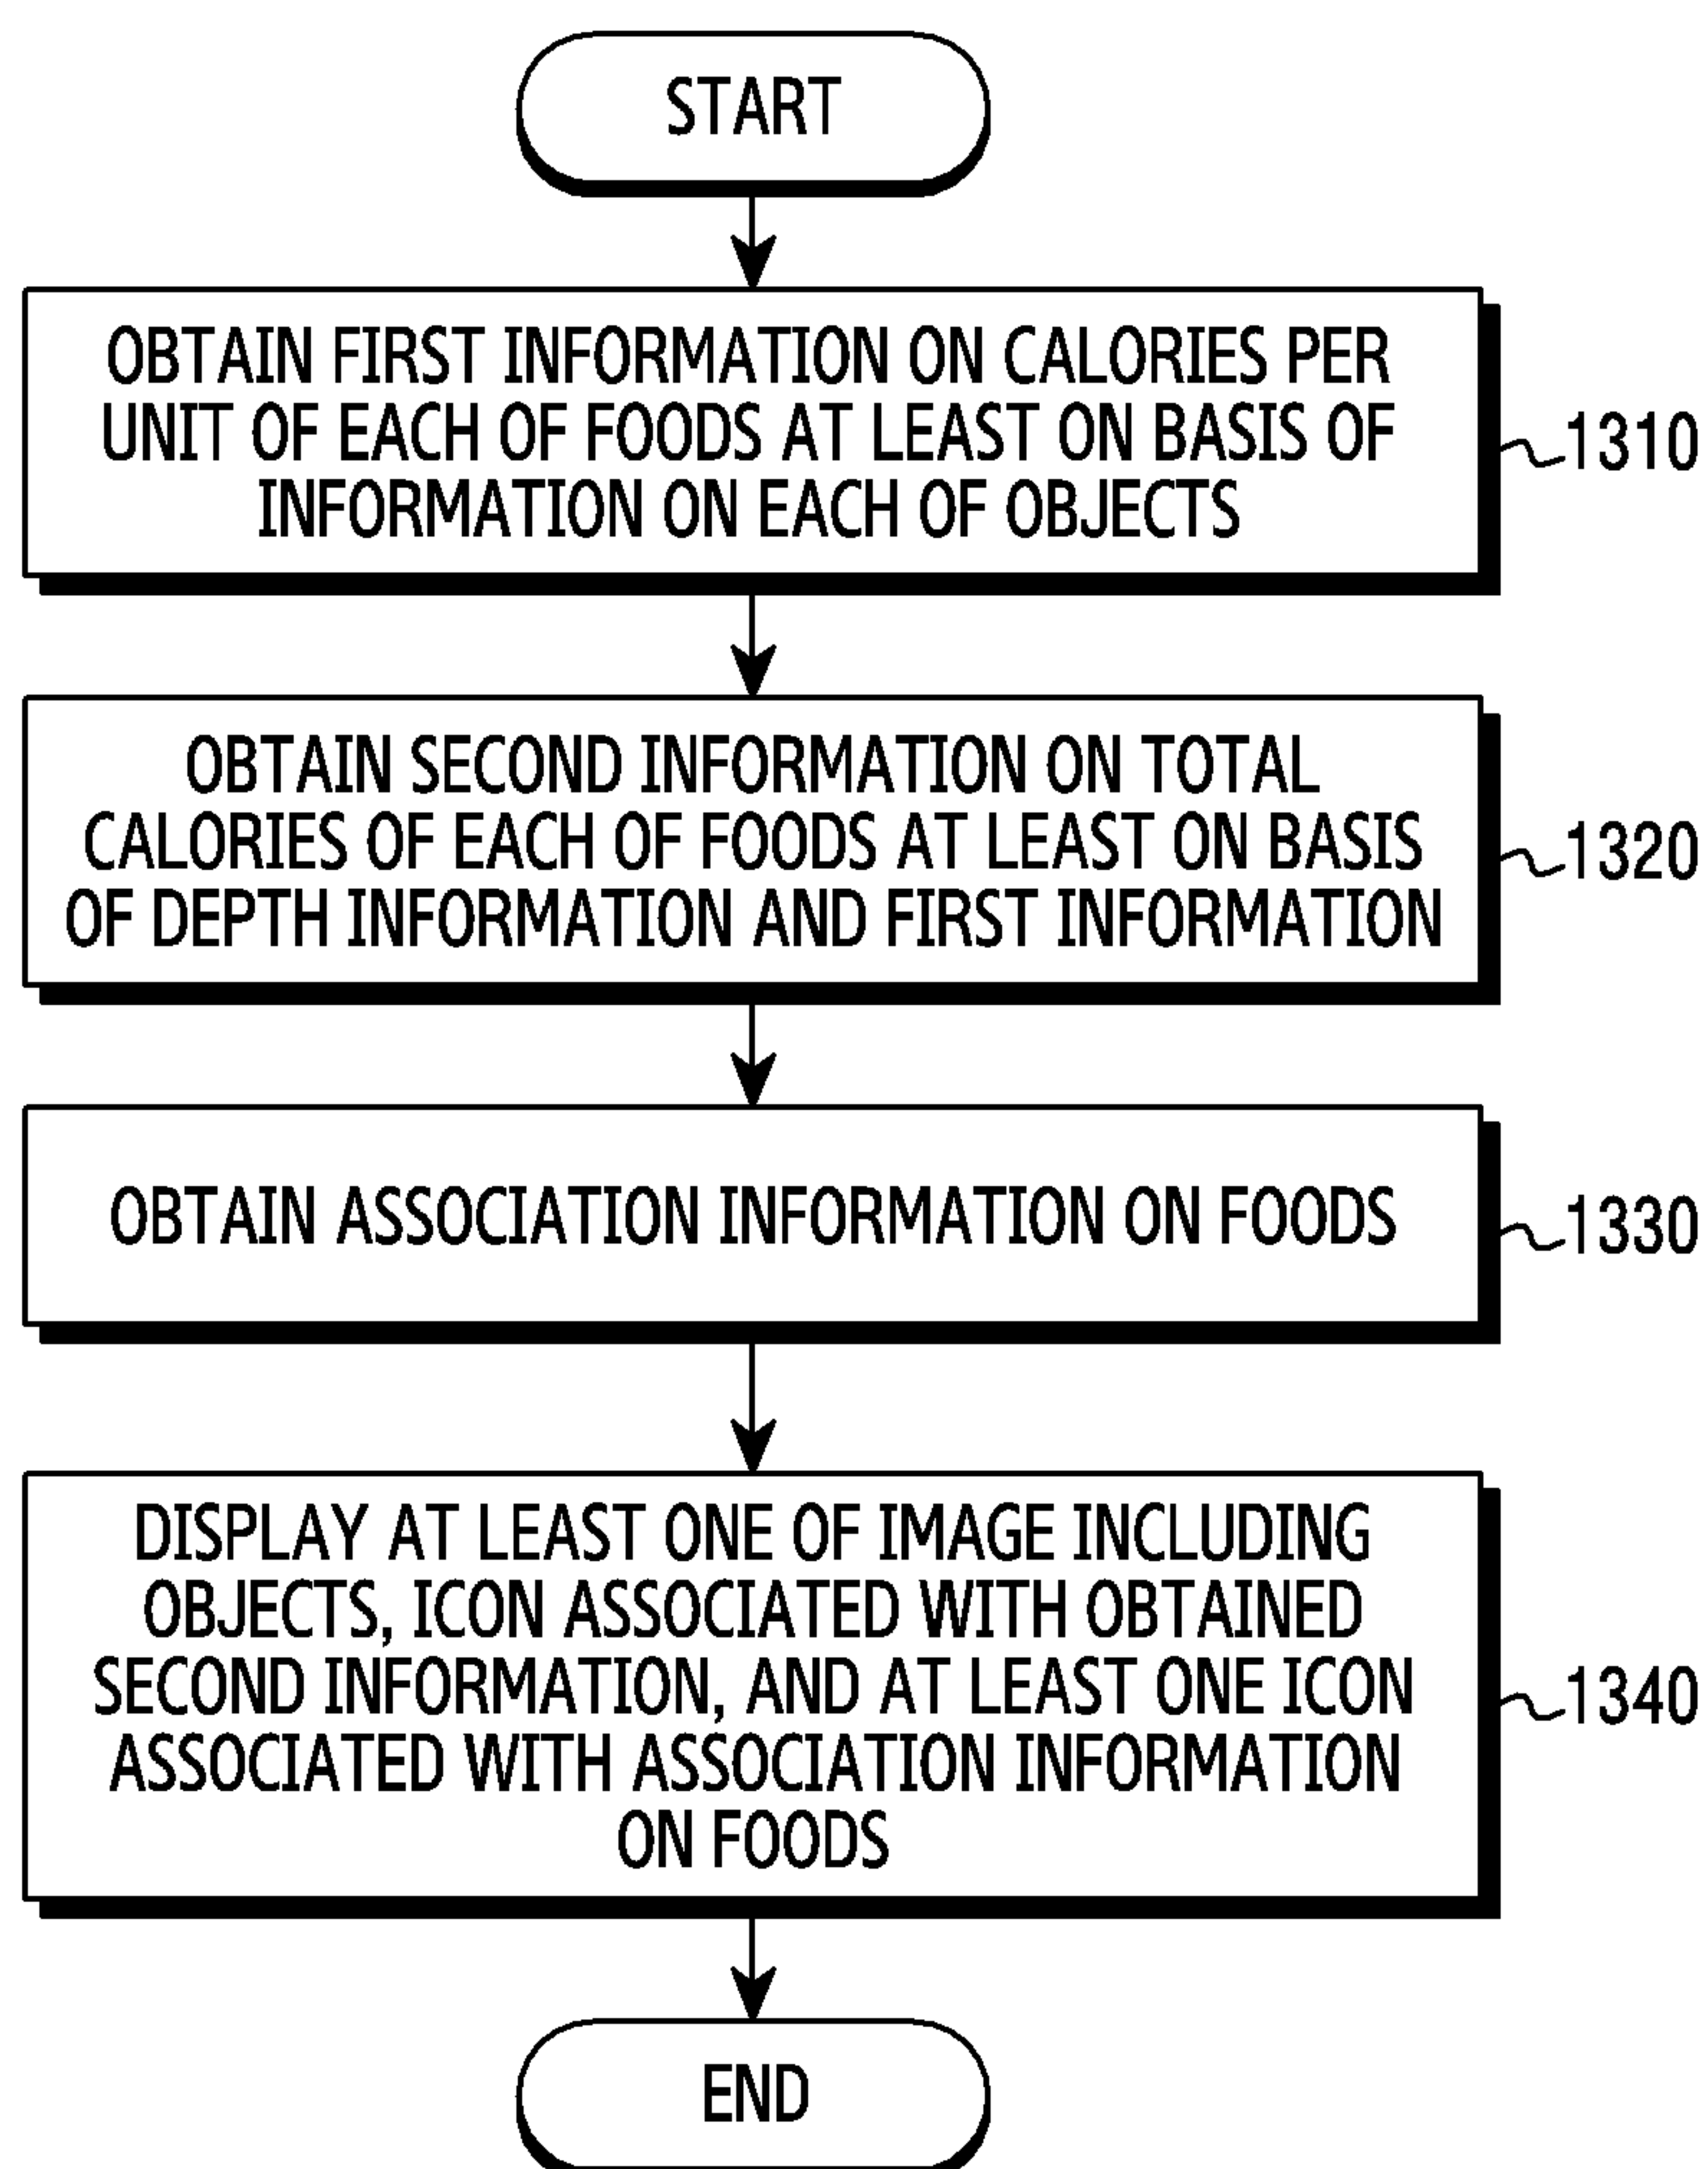 START
OBTAIN FIRST INFORMATION ON CALORIES PER
UNIT OF EACH OF FOODS AT LEAST ON BASIS OF
INFORMATION ON EACH OF OBJECTS
1310
OBTAIN SECOND INFORMATION ON TOTAL
CALORIES OF EACH OF FOODS AT LEAST ON BASIS
OF DEPTH INFORMATION AND FIRST INFORMATION
1320
OBTAIN ASSOCIATION INFORMATION ON FOODS
1330
DISPLAY AT LEAST ONE OF IMAGE INCLUDING
OBJECTS, ICON ASSOCIATED WITH OBTAINED
SECOND INFORMATION, AND AT LEAST ONE ICON
ASSOCIATED WITH ASSOCIATION INFORMATION
ON FOODS
1340
END